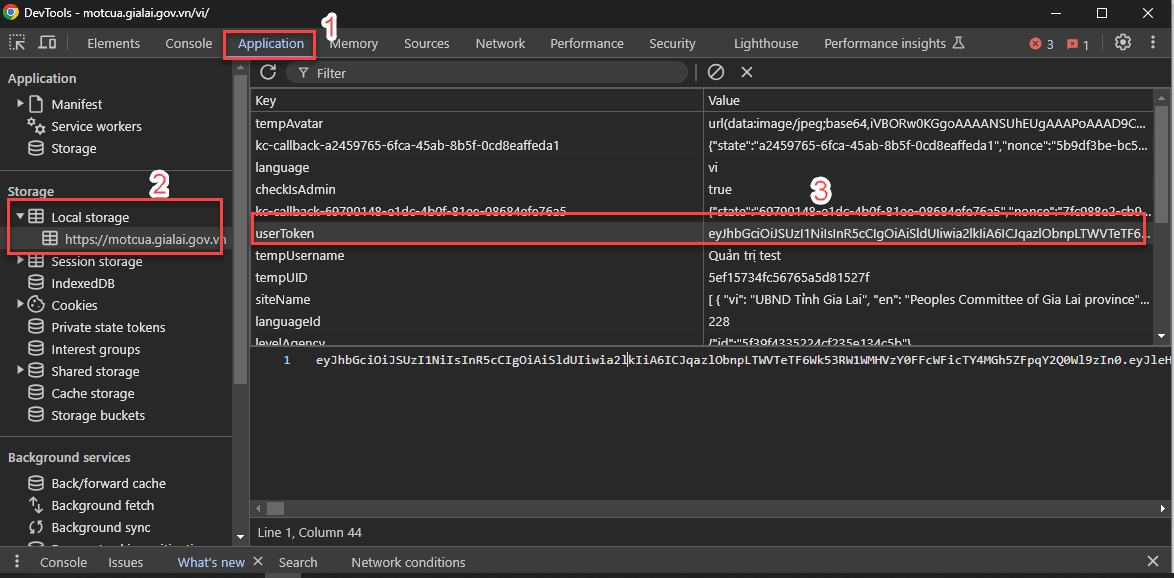 DevTools - motcua.gialai.gov.vn/vi/
1
Elements Console Application Memory Sources Network Performance Security Lighthouse Performance insights 3 1
Application
Manifest
Service workers
Storage
Storage
2
Local storage
https://motcua.gialai.gov.vn
Session storage
IndexedDB
Cookies
Private state tokens
Interest groups
Shared storage
Cache storage
Storage buckets
Background services
Back/forward cache
Background fetch
Background sync
Filter
Key Value
tempAvatar url(data:image/jpeg;base64,iVBORw0KGgoAAAANSUhEUgAAAPoAAAD9C...
kc-callback-a2459765-6fca-45ab-8b5f-0cd8eaffeda1 {"state":"a2459765-6fca-45ab-8b5f-0cd8eaffeda1","nonce":"5b9df3be-bc5...
language vi
checkIsAdmin true
3
kc-callback-69790148-e1dc-4b0f-81ee-08684efe76a5 {"state":"69790148-e1dc-4b0f-81ee-08684efe76a5","nonce":"7fc988e2-cb9...
userToken eyJhbGciOiJSUzI1NiIsInR5cCIgOiAiSldUIiwia2lkIiA6ICJqazlObnpLTWVTeTF6...
tempUsername Quản trị test
tempUID 5ef15734fc56765a5d81527f
siteName [ { "vi": "UBND Tỉnh Gia Lai", "en": "Peoples Committee of Gia Lai province"...
languageId 228
levelAgency {"id":"5f39f4335224cf235e134c5b"}
1 eyJhbGciOiJSUzI1NiIsInR5cCIgOiAiSldUIiwia2lkIiA6ICJqazlObnpLTWVTeTF6Wk53RW1WMHVzY0FFcWFicTY4MGh5ZFpqY2Q0Wl9zIn0.eyJleH
Line 1, Column 44
Console Issues What's new Search Network conditions